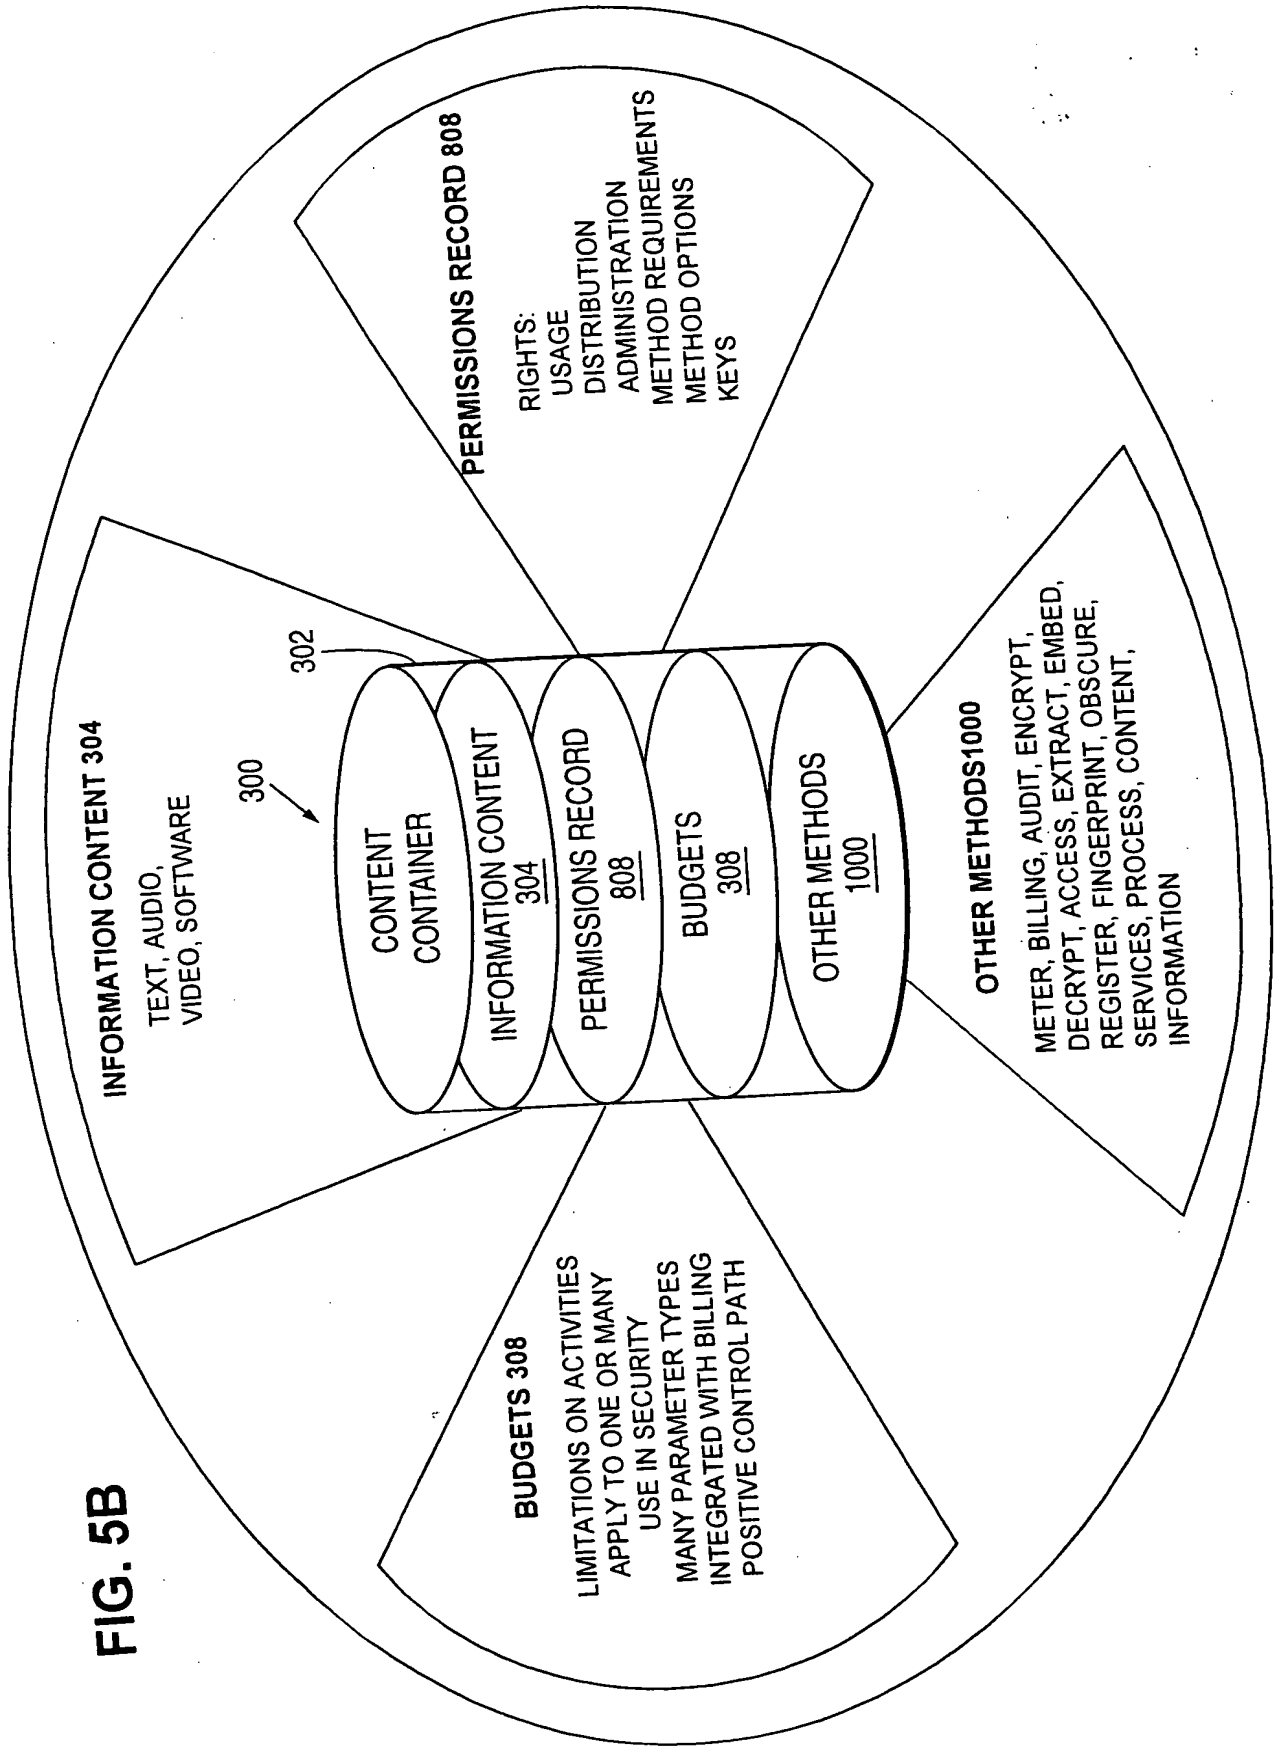 FIG. 5B
INFORMATION CONTENT 304
TEXT, AUDIO,
VIDEO, SOFTWARE
300
302
CONTENT
CONTAINER
INFORMATION CONTENT
304
PERMISSIONS RECORD
808
BUDGETS
308
OTHER METHODS
1000
BUDGETS 308
LIMITATIONS ON ACTIVITIES
APPLY TO ONE OR MANY
USE IN SECURITY
MANY PARAMETER TYPES
INTEGRATED WITH BILLING
POSITIVE CONTROL PATH
PERMISSIONS RECORD 808
RIGHTS:
USAGE
DISTRIBUTION
ADMINISTRATION
METHOD REQUIREMENTS
METHOD OPTIONS
KEYS
OTHER METHODS1000
METER, BILLING, AUDIT, ENCRYPT,
DECRYPT, ACCESS, EXTRACT, EMBED,
REGISTER, FINGERPRINT, OBSCURE,
SERVICES, PROCESS, CONTENT,
INFORMATION